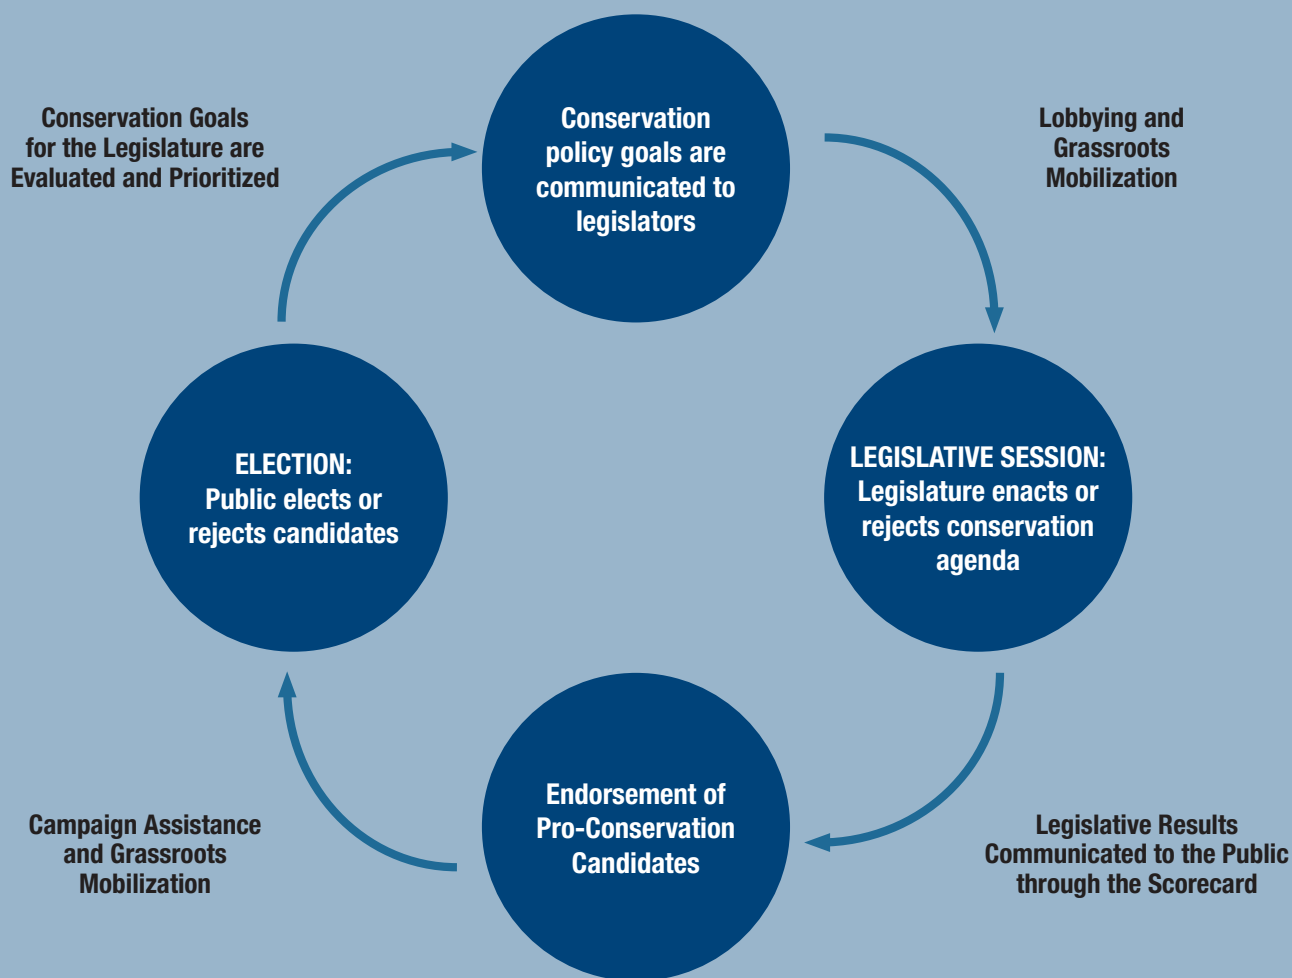 Conservation
policy goals are
communicated to
legislators
Lobbying and
Grassroots
Mobilization
LEGISLATIVE SESSION:
Legislature enacts or
rejects conservation
agenda
Legislative Results
Communicated to the Public
through the Scorecard
Endorsement of
Pro-Conservation
Candidates
Campaign Assistance
and Grassroots
Mobilization
ELECTION:
Public elects or
rejects candidates
Conservation Goals
for the Legislature are
Evaluated and Prioritized